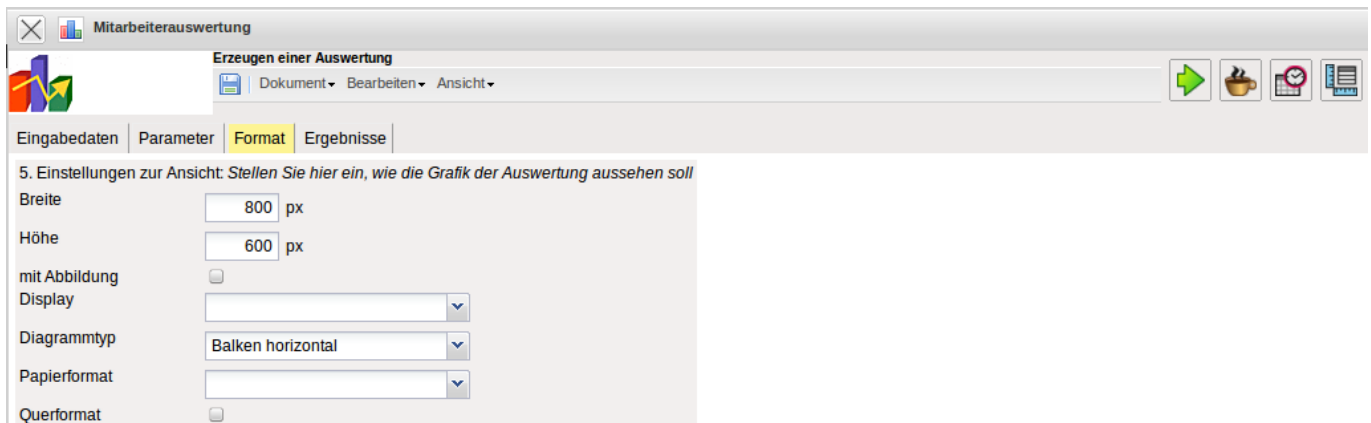 Mitarbeiterauswertung
Erzeugen einer Auswertung
Dokument Bearbeiten Ansicht
Eingabedaten Parameter Format Ergebnisse
5. Einstellungen zur Ansicht: Stellen Sie hier ein, wie die Grafik der Auswertung aussehen soll
Breite 800 px
Höhe 600 px
mit Abbildung
Display
Diagrammtyp Balken horizontal
Papierformat
Querformat